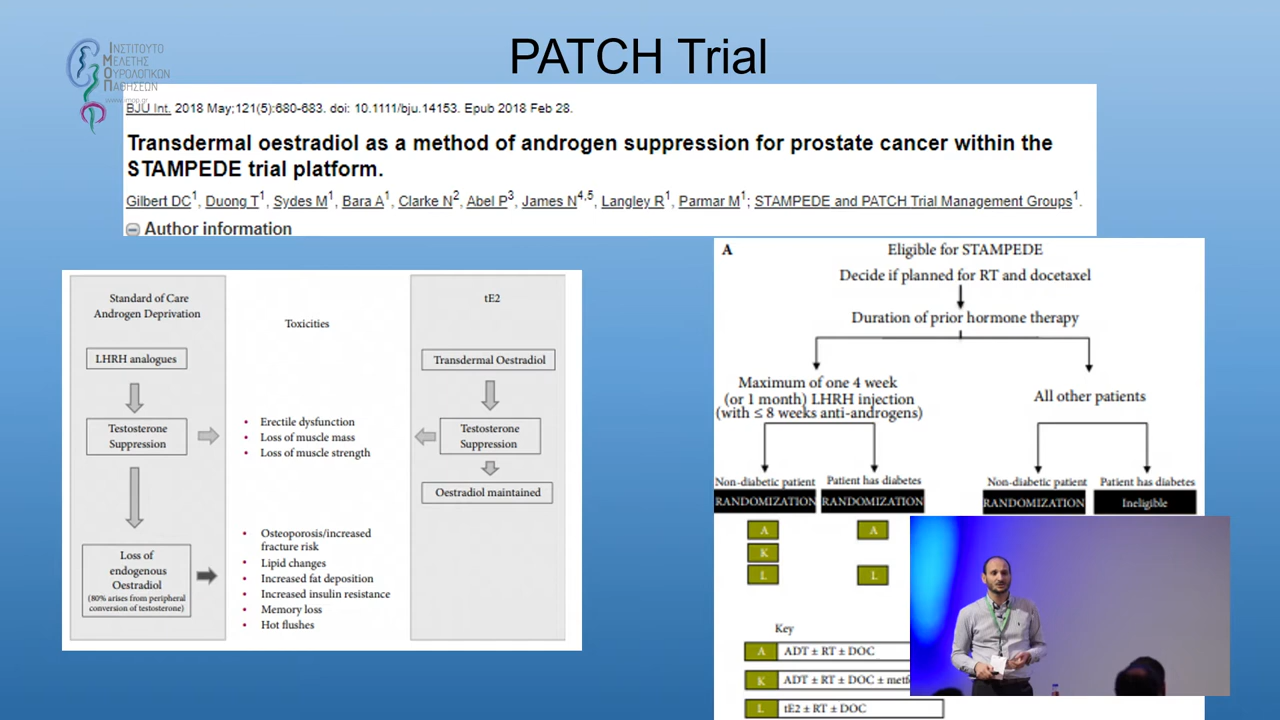 PATCH Trial
ΙΝΣΤΙΤΟΥΤΟ
ΜΕΛΕΤΗΣ
ΟΥΡΟΛΟΓΙΚΩΝ
ΠΑΘΗΣΕΩΝ
www.imop.gr
BJU Int. 2018 May;121(5):680-683. doi: 10.1111/bju.14153. Epub 2018 Feb 28.
Transdermal oestradiol as a method of androgen suppression for prostate cancer within the
STAMPEDE trial platform.
Gilbert DC1, Duong T1, Sydes M1, Bara A1, Clarke N2, Abel P3, James N4,5, Langley R1, Parmar M1; STAMPEDE and PATCH Trial Management Groups1.
Author information
Standard of Care
Androgen Deprivation
LHRH analogues
Testosterone
Suppression
Loss of
endogenous
Oestradiol
(80% arises from peripheral
conversion of testosterone)
Toxicities
• Erectile dysfunction
• Loss of muscle mass
• Loss of muscle strength
• Osteoporosis/increased
fracture risk
• Lipid changes
• Increased fat deposition
• Increased insulin resistance
• Memory loss
• Hot flushes
tE2
Transdermal Oestradiol
Testosterone
Suppression
Oestradiol maintained
A
Eligible for STAMPEDE
Decide if planned for RT and docetaxel
Duration of prior hormone therapy
Maximum of one 4 week
(or 1 month) LHRH injection
(with ≤ 8 weeks anti-androgens)
All other patients
Non-diabetic patient
Patient has diabetes
Non-diabetic patient
Patient has diabetes
RANDOMIZATION
RANDOMIZATION
RANDOMIZATION
Ineligible
A
A
K
L
L
Key
A ADT ± RT ± DOC
K ADT ± RT ± DOC ± metf
L tE2 ± RT ± DOC